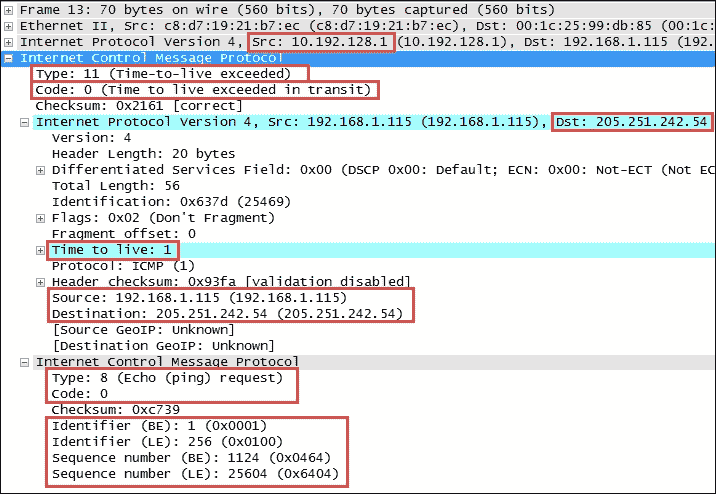 Frame 13: 70 bytes on wire (560 bits), 70 bytes captured (560 bits)
Ethernet II, Src: c8:d7:19:21:b7:ec (c8:d7:19:21:b7:ec), Dst: 00:1c:25:99:db:85 (00:1c:
Internet Protocol Version 4, Src: 10.192.128.1 (10.192.128.1), Dst: 192.168.1.115 (192.
Internet Control Message Protocol
Type: 11 (Time-to-live exceeded)
Code: 0 (Time to live exceeded in transit)
Checksum: 0x2161 [correct]
Internet Protocol Version 4, Src: 192.168.1.115 (192.168.1.115), Dst: 205.251.242.54
Version: 4
Header Length: 20 bytes
Differentiated Services Field: 0x00 (DSCP 0x00: Default; ECN: 0x00: Not-ECT (Not EC
Total Length: 56
Identification: 0x637d (25469)
Flags: 0x02 (Don't Fragment)
Fragment offset: 0
Time to live: 1
Protocol: ICMP (1)
Header checksum: 0x93fa [validation disabled]
Source: 192.168.1.115 (192.168.1.115)
Destination: 205.251.242.54 (205.251.242.54)
[Source GeoIP: Unknown]
[Destination GeoIP: Unknown]
Internet Control Message Protocol
Type: 8 (Echo (ping) request)
Code: 0
Checksum: 0xc739
Identifier (BE): 1 (0x0001)
Identifier (LE): 256 (0x0100)
Sequence number (BE): 1124 (0x0464)
Sequence number (LE): 25604 (0x6404)